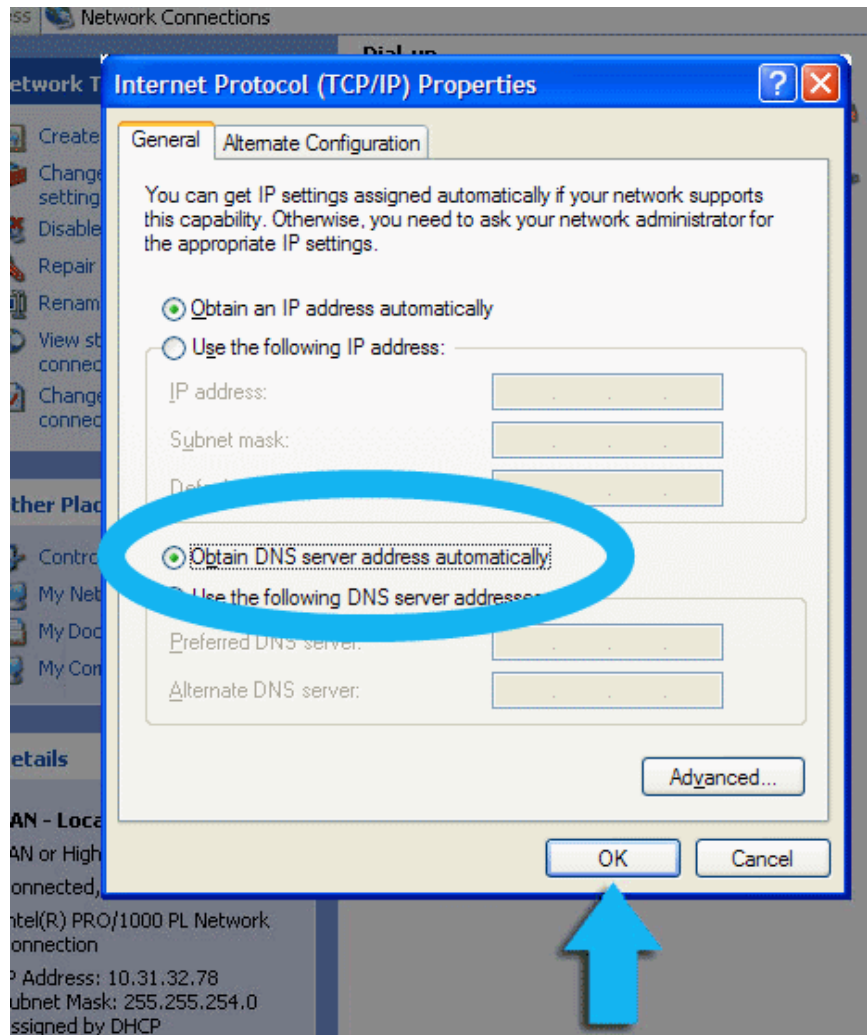 Network Connections
Dial-up
Internet Protocol (TCP/IP) Properties
General
Alternate Configuration
You can get IP settings assigned automatically if your network supports
this capability. Otherwise, you need to ask your network administrator for
the appropriate IP settings.
Obtain an IP address automatically
Use the following IP address:
IP address:
Subnet mask:
Obtain DNS server address automatically
Use the following DNS server addresses
Preferred DNS server:
Alternate DNS server:
Advanced...
OK
Cancel
etwork T
Create
Change
setting
Disable
Repair
Renam
View st
connec
Change
connec
ther Plac
Contro
My Net
My Doc
My Com
etails
AN - Loca
AN or High
onnected,
ntel(R) PRO/1000 PL Network
onnection
P Address: 10.31.32.78
ubnet Mask: 255.255.254.0
ssigned by DHCP